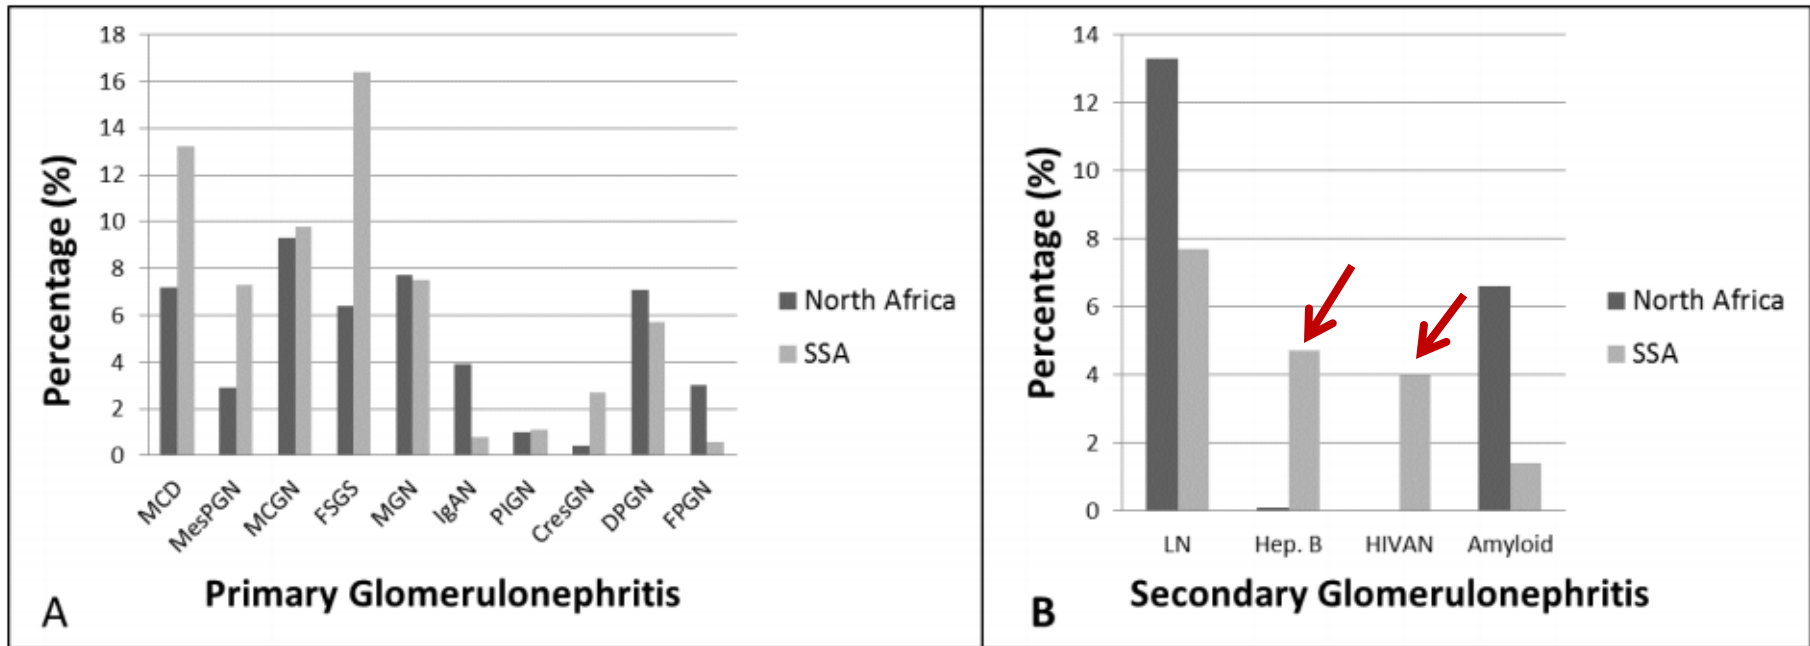 18
16
14
12
10
8
6
4
2
0
Percentage (%)
MCD
MesPGN
MCGN
FSGS
MGN
IgAN
PIGN
CresGN
DPGN
FPGN
North Africa
SSA
Primary Glomerulonephritis
A
14
12
10
8
6
4
2
0
Percentage (%)
LN
Hep. B
HIVAN
Amyloid
North Africa
SSA
Secondary Glomerulonephritis
B